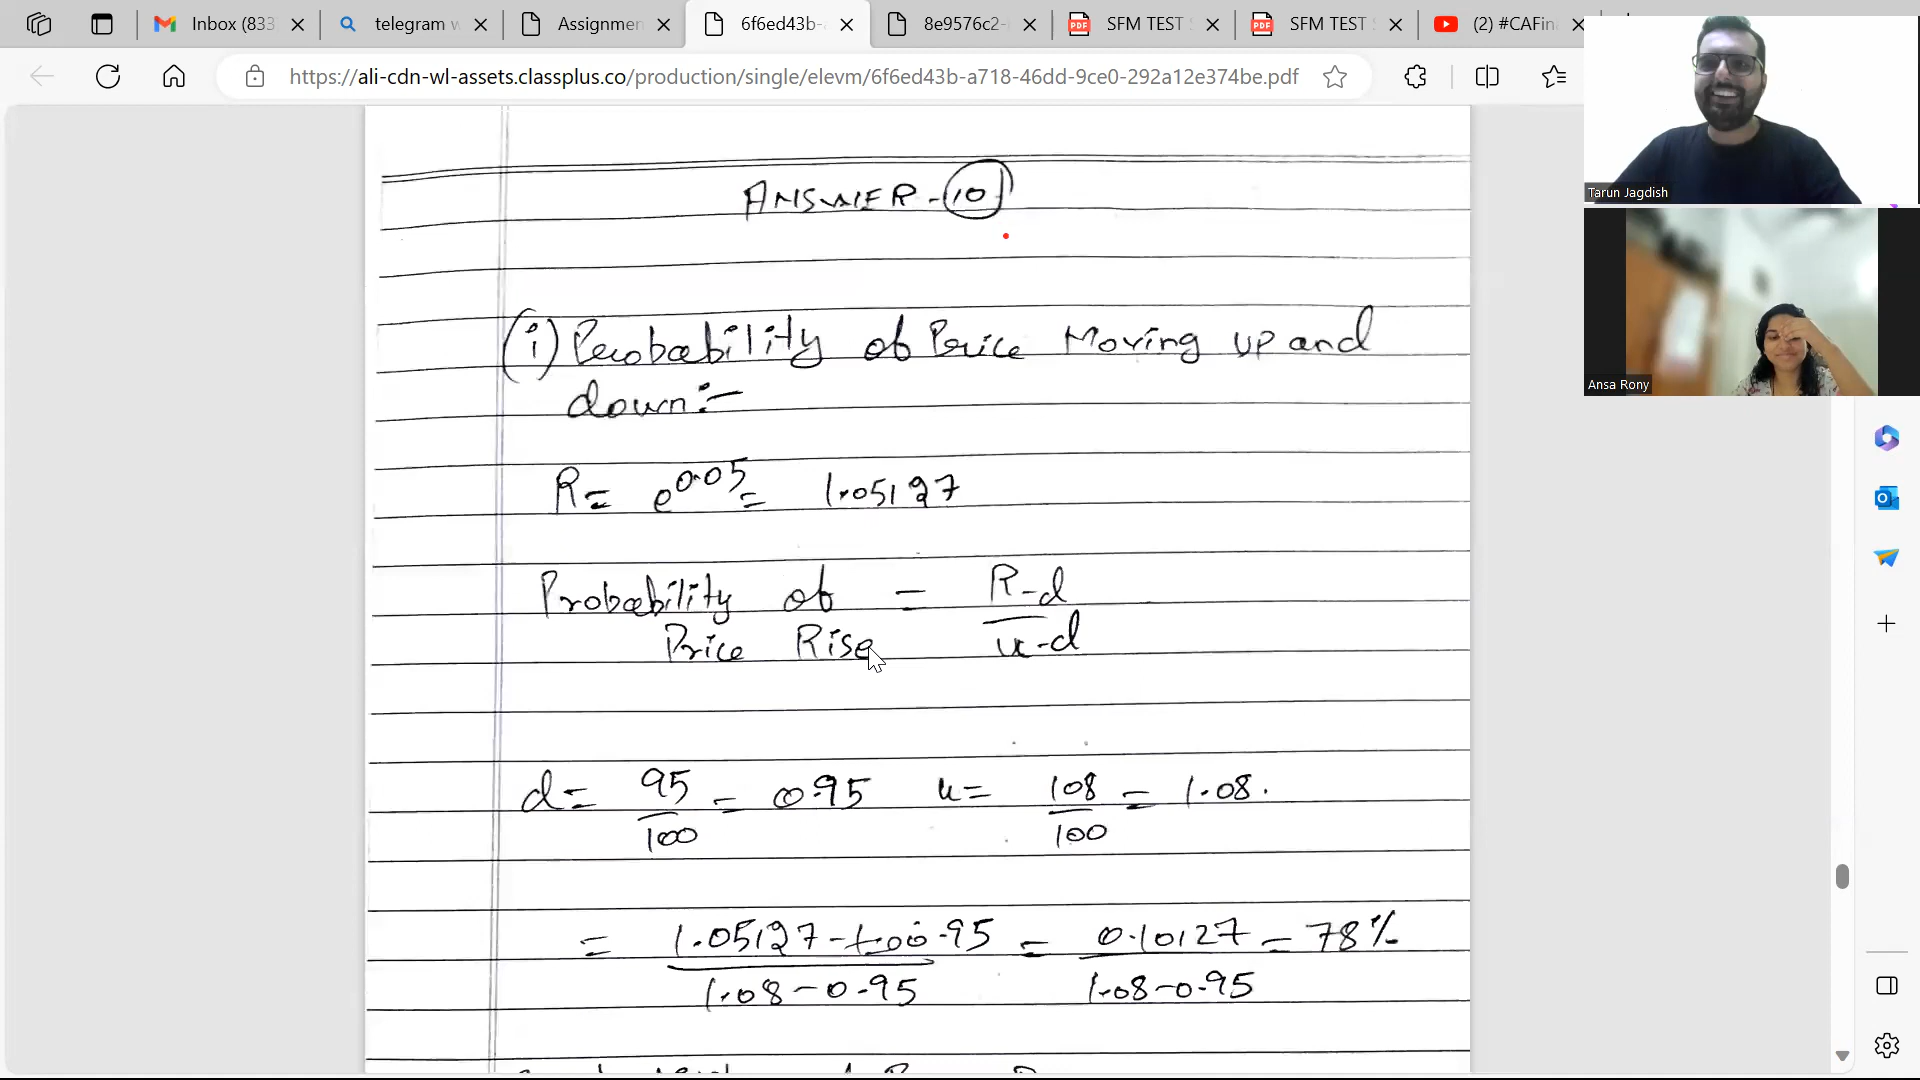 Inbox (833
telegram w
Assignmen
6f6ed43b-
8e9576c2-
SFM TEST
SFM TEST
(2) #CAFin
https://ali-cdn-wl-assets.classplus.co/production/single/elevm/6f6ed43b-a718-46dd-9ce0-292a12e374be.pdf
Tarun Jagdish
Ansa Rony
ANSWER-10
(i) Probability of Price Moving up and
down:-
R= e^0.05 = 1.05127
Probability of = R-d
Price Rise u-d
d= 95 = 0.95 u= 108 = 1.08.
100 100
= 1.05127-1.00.95 = 0.10127 = 78%
1.08-0.95 1.08-0.95